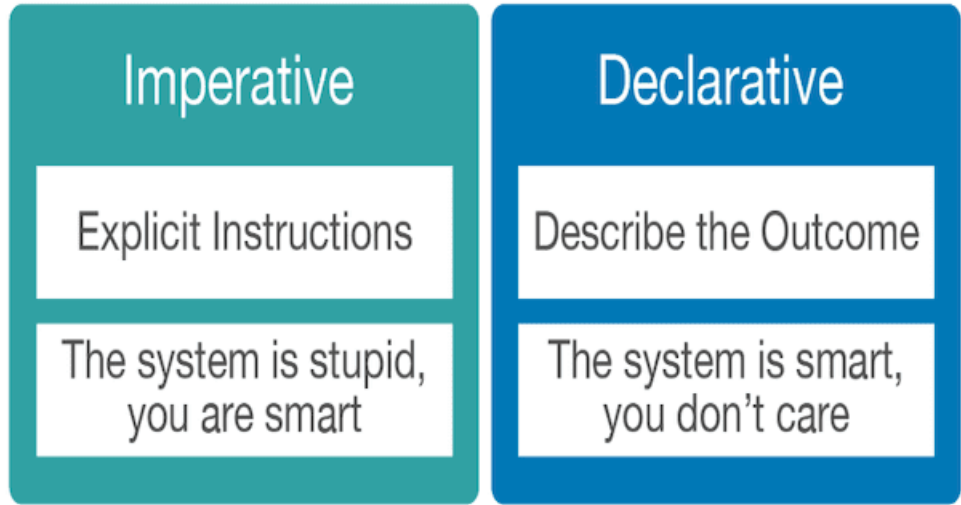 Imperative
Explicit Instructions
The system is stupid,
you are smart
Declarative
Describe the Outcome
The system is smart,
you don't care